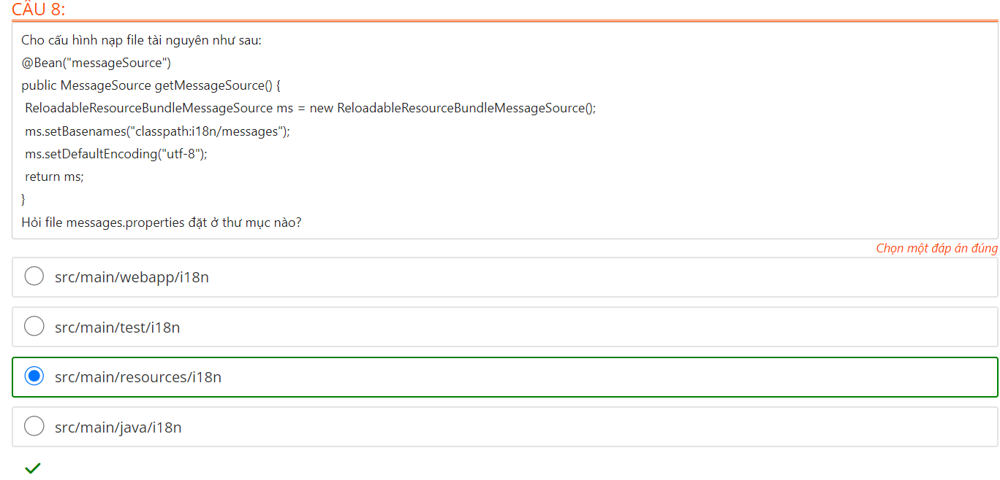 CÂU 8:
Cho cấu hình nạp file tài nguyên như sau:
@Bean("messageSource")
public MessageSource getMessageSource() {
ReloadableResourceBundleMessageSource ms = new ReloadableResourceBundleMessageSource();
ms.setBasenames("classpath:i18n/messages");
ms.setDefaultEncoding("utf-8");
return ms;
}
Hỏi file messages.properties đặt ở thư mục nào?
Chọn một đáp án đúng
src/main/webapp/i18n
src/main/test/i18n
src/main/resources/i18n
src/main/java/i18n